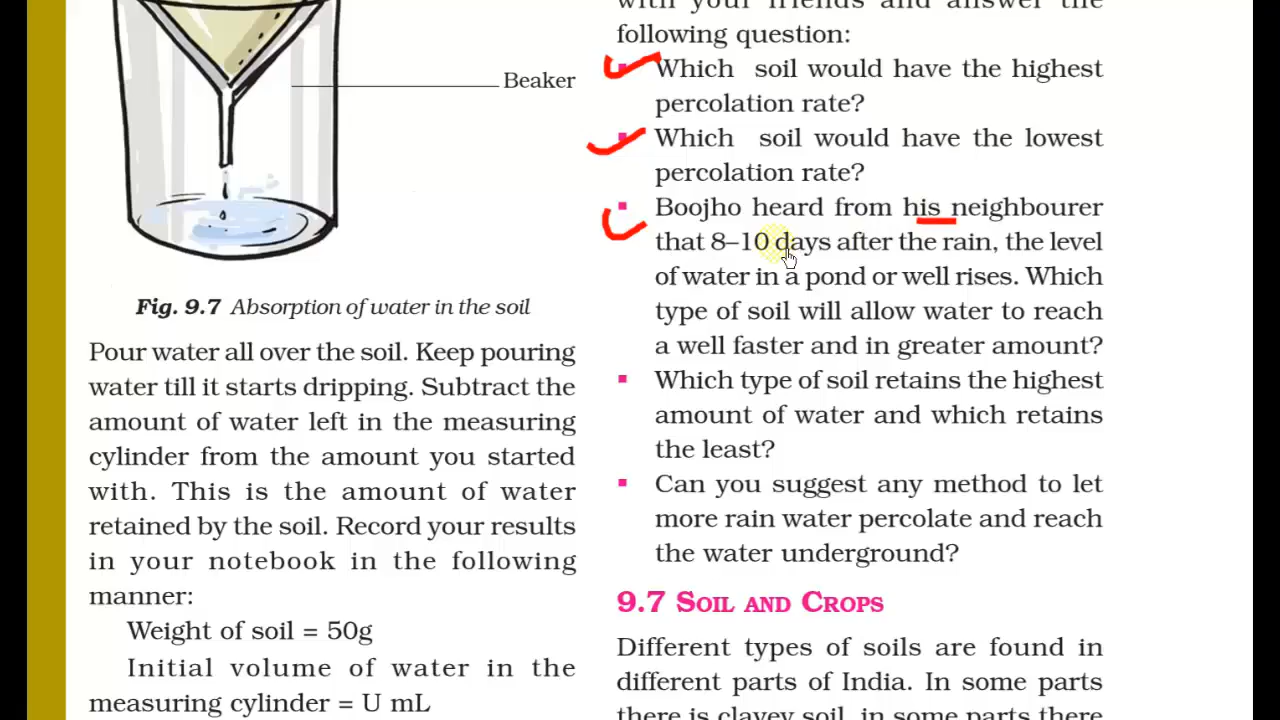 Beaker
Fig. 9.7 Absorption of water in the soil
Pour water all over the soil. Keep pouring
water till it starts dripping. Subtract the
amount of water left in the measuring
cylinder from the amount you started
with. This is the amount of water
retained by the soil. Record your results
in your notebook in the following
manner:
Weight of soil = 50g
Initial volume of water in the
measuring cylinder = U mL
with your friends and answer the
following question:
Which soil would have the highest
percolation rate?
Which soil would have the lowest
percolation rate?
Boojho heard from his neighbourer
that 8–10 days after the rain, the level
of water in a pond or well rises. Which
type of soil will allow water to reach
a well faster and in greater amount?
Which type of soil retains the highest
amount of water and which retains
the least?
Can you suggest any method to let
more rain water percolate and reach
the water underground?
9.7 SOIL AND CROPS
Different types of soils are found in
different parts of India. In some parts
there is clayey soil, in some parts there